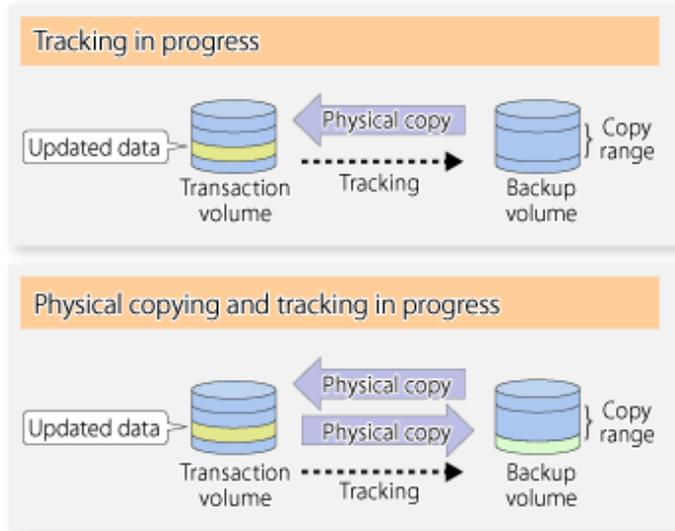 Tracking in progress
Physical copy
Updated data
Copy
range
Tracking
Transaction
volume
Backup
volume
Physical copying and tracking in progress
Physical copy
Physical copy
Updated data
Copy
range
Transaction
volume
Tracking
Backup
volume